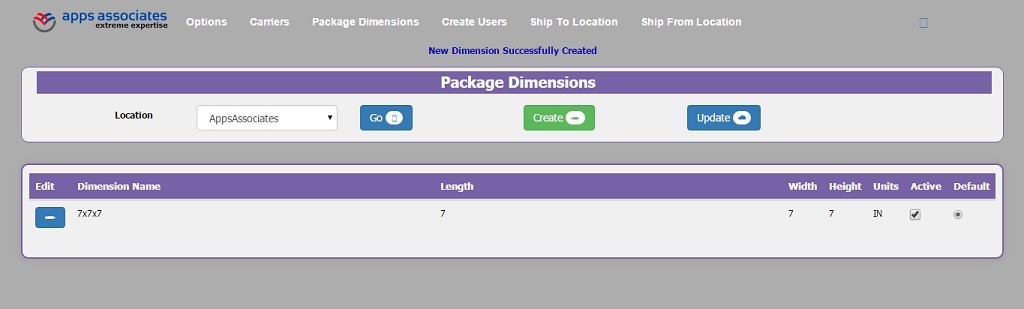 apps associates
extreme expertise
Options Carriers Package Dimensions Create Users Ship To Location Ship From Location
New Dimension Successfully Created
Package Dimensions
Location AppsAssociates Go Create Update
Edit Dimension Name Length Width Height Units Active Default
7x7x7 7 7 7 IN